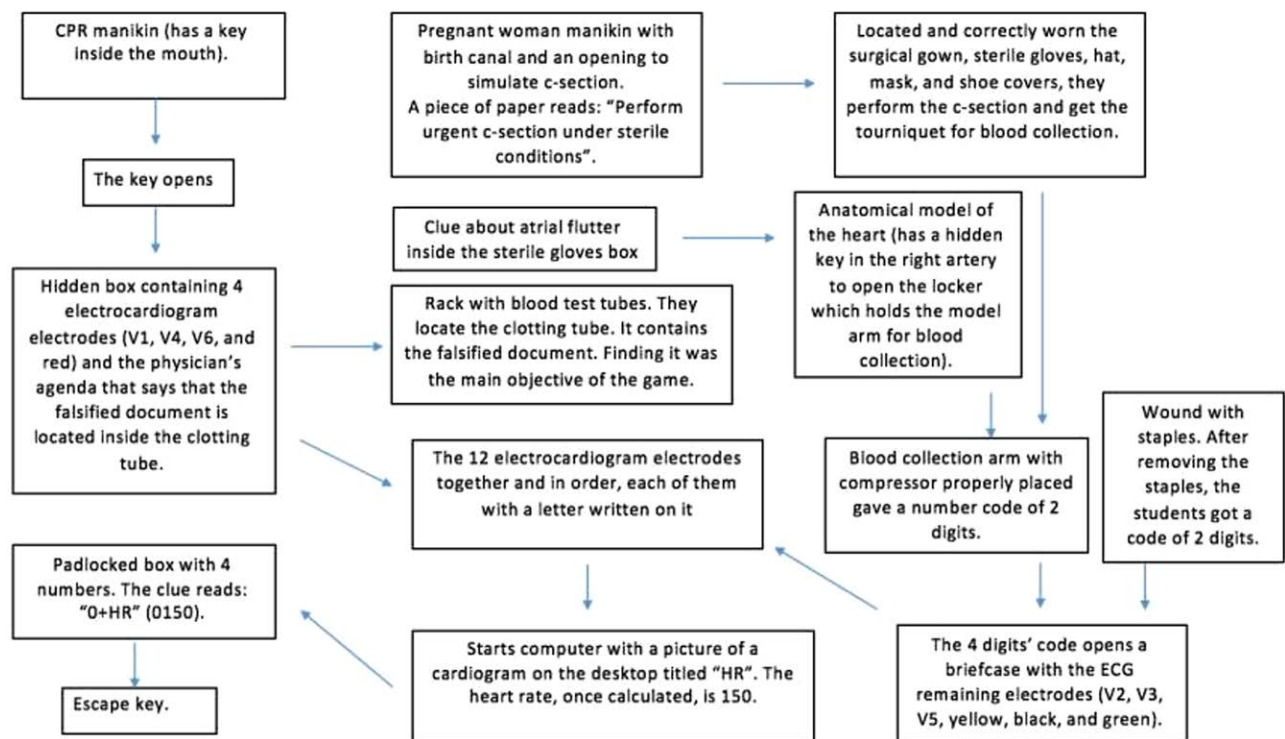 CPR manikin (has a key
inside the mouth).
The key opens
Hidden box containing 4
electrocardiogram
electrodes (V1, V4, V6, and
red) and the physician's
agenda that says that the
falsified document is
located inside the clotting
tube.
Padlocked box with 4
numbers. The clue reads:
"0+HR" (0150).
Escape key.
Pregnant woman manikin with
birth canal and an opening to
simulate c-section.
A piece of paper reads: "Perform
urgent c-section under sterile
conditions".
Clue about atrial flutter
inside the sterile gloves box
Rack with blood test tubes. They
locate the clotting tube. It contains
the falsified document. Finding it was
the main objective of the game.
The 12 electrocardiogram electrodes
together and in order, each of them
with a letter written on it
Starts computer with a picture of a
cardiogram on the desktop titled "HR". The
heart rate, once calculated, is 150.
Located and correctly worn the
surgical gown, sterile gloves, hat,
mask, and shoe covers, they
perform the c-section and get the
tourniquet for blood collection.
Anatomical model of
the heart (has a hidden
key in the right artery
to open the locker
which holds the model
arm for blood
collection).
Blood collection arm with
compressor properly placed
gave a number code of 2
digits.
Wound with
staples. After
removing the
staples, the
students got a
code of 2 digits.
The 4 digits' code opens a
briefcase with the ECG
remaining electrodes (V2, V3,
V5, yellow, black, and green).